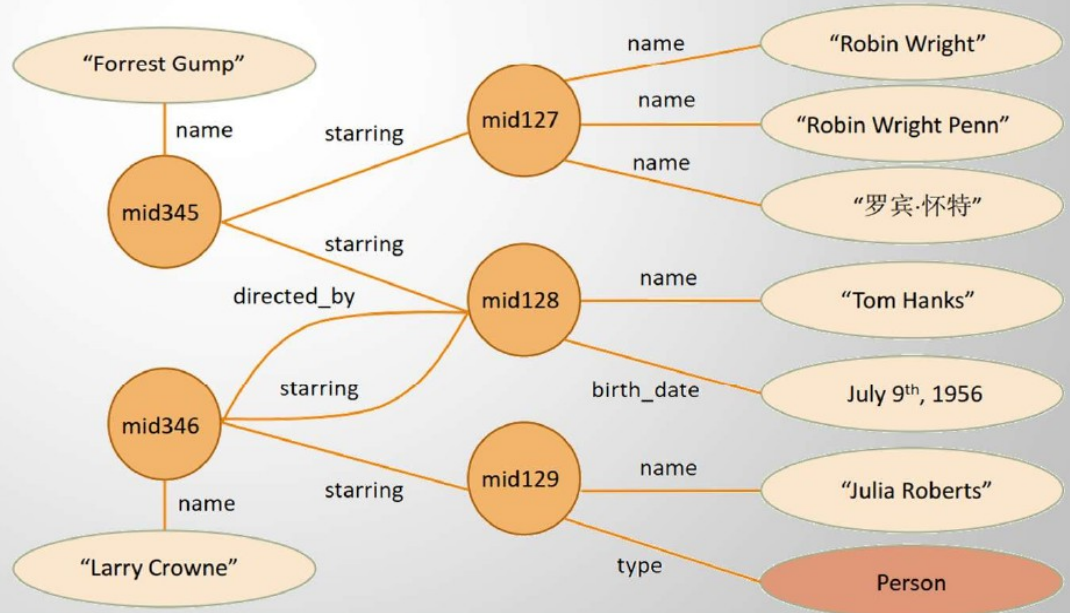 name
“Robin Wright”
“Forrest Gump”
name
name
starring
mid127
“Robin Wright Penn”
name
mid345
“罗宾·怀特”
starring
directed_by
name
mid128
“Tom Hanks”
starring
birth_date
July 9th, 1956
mid346
name
starring
mid129
“Julia Roberts”
name
“Larry Crowne”
type
Person